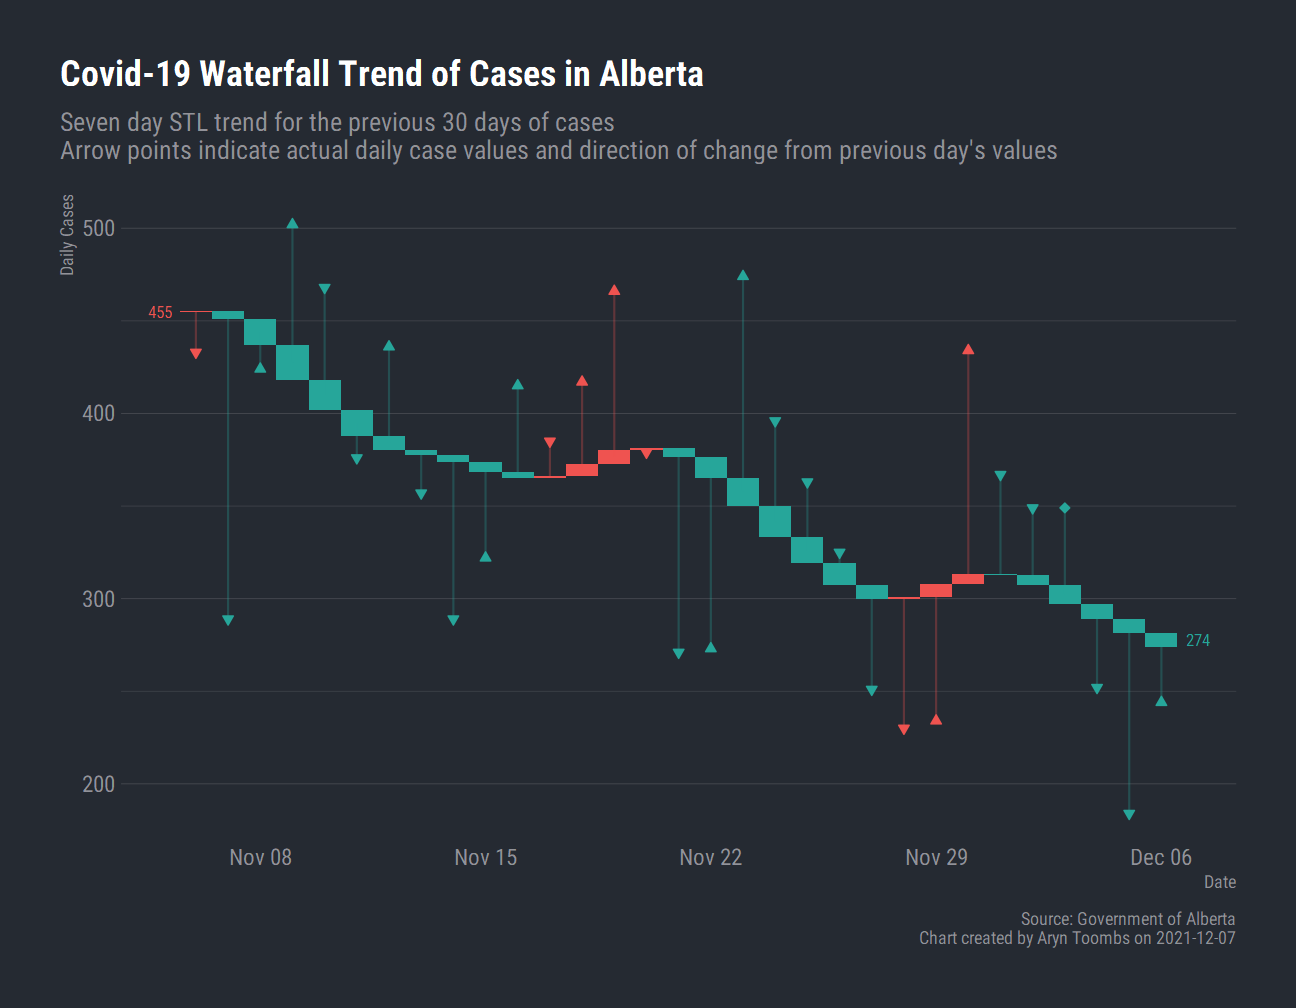 Covid-19 Waterfall Trend of Cases in Alberta
Seven day STL trend for the previous 30 days of cases
Arrow points indicate actual daily case values and direction of change from previous day's values
Daily Cases
500
400
300
200
455
274
Nov 08
Nov 15
Nov 22
Nov 29
Dec 06
Date
Source: Government of Alberta
Chart created by Aryn Toombs on 2021-12-07